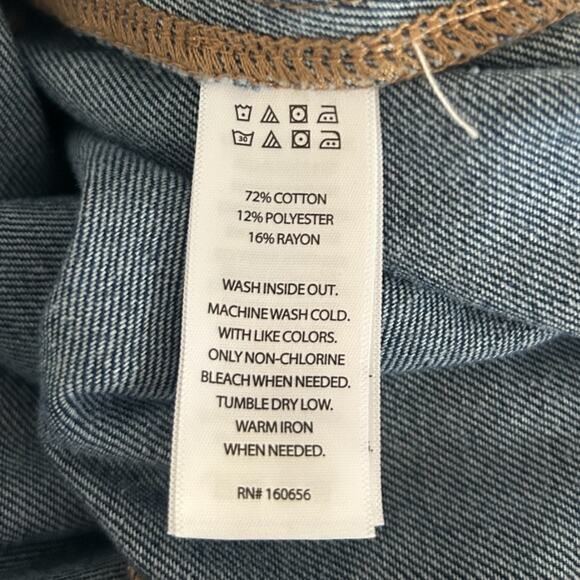 30
72% COTTON
12% POLYESTER
16% RAYON
WASH INSIDE OUT.
MACHINE WASH COLD.
WITH LIKE COLORS.
ONLY NON-CHLORINE
BLEACH WHEN NEEDED.
TUMBLE DRY LOW.
WARM IRON
WHEN NEEDED.
RN# 160656